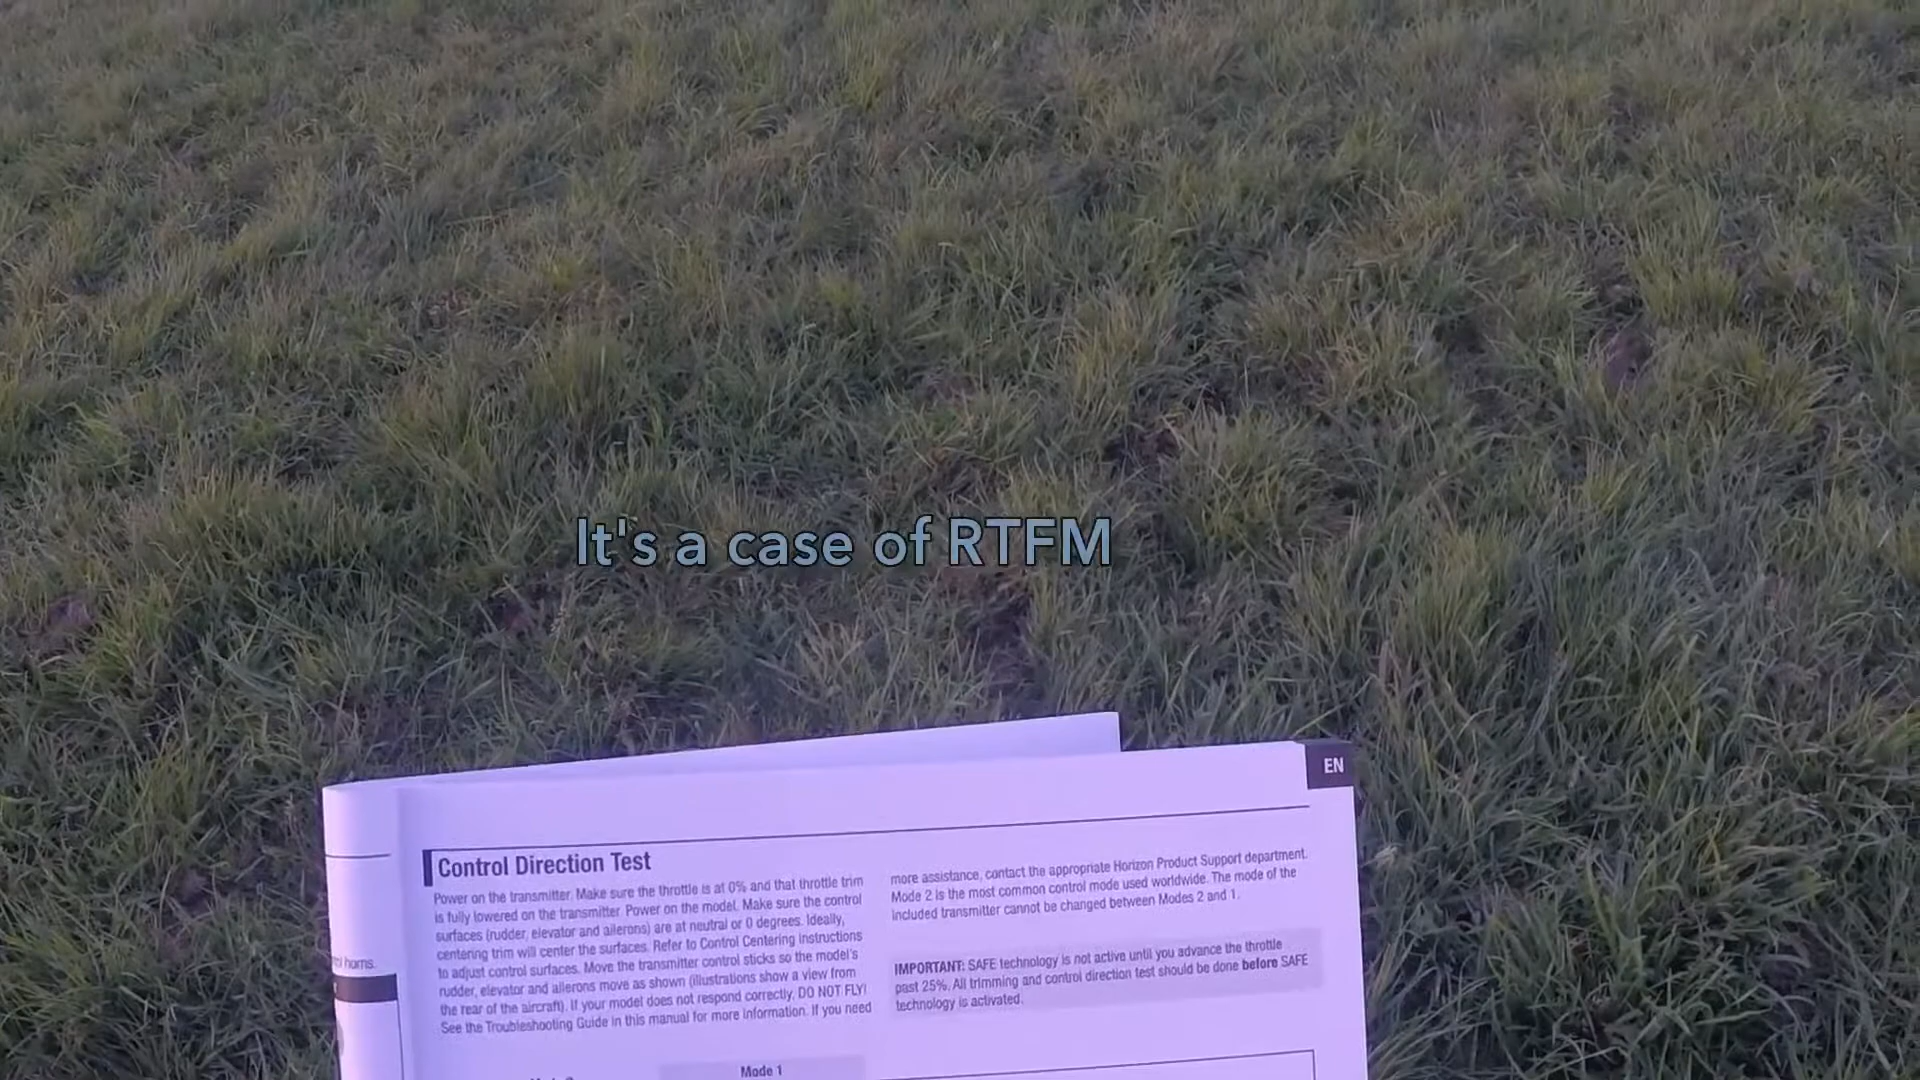 It's a case of RTFM
EN
Control Direction Test
Power on the transmitter. Make sure the throttle is at 0% and that throttle trim
is fully lowered on the transmitter. Power on the model. Make sure the control
surfaces (rudder, elevator and ailerons) are at neutral or 0 degrees. Ideally,
centering trim will center the surfaces. Refer to Control Centering Instructions
to adjust control surfaces. Move the transmitter control sticks so the model's
rudder, elevator and ailerons move as shown (illustrations show a view from
the rear of the aircraft). If your model does not respond correctly, DO NOT FLY!
See the Troubleshooting Guide in this manual for more information. If you need
more assistance, contact the appropriate Horizon Product Support department.
Mode 2 is the most common control mode used worldwide. The mode of the
included transmitter cannot be changed between Modes 2 and 1.
IMPORTANT: SAFE technology is not active until you advance the throttle
past 25%. All trimming and control direction test should be done before SAFE
technology is activated.
horns.
Mode 1